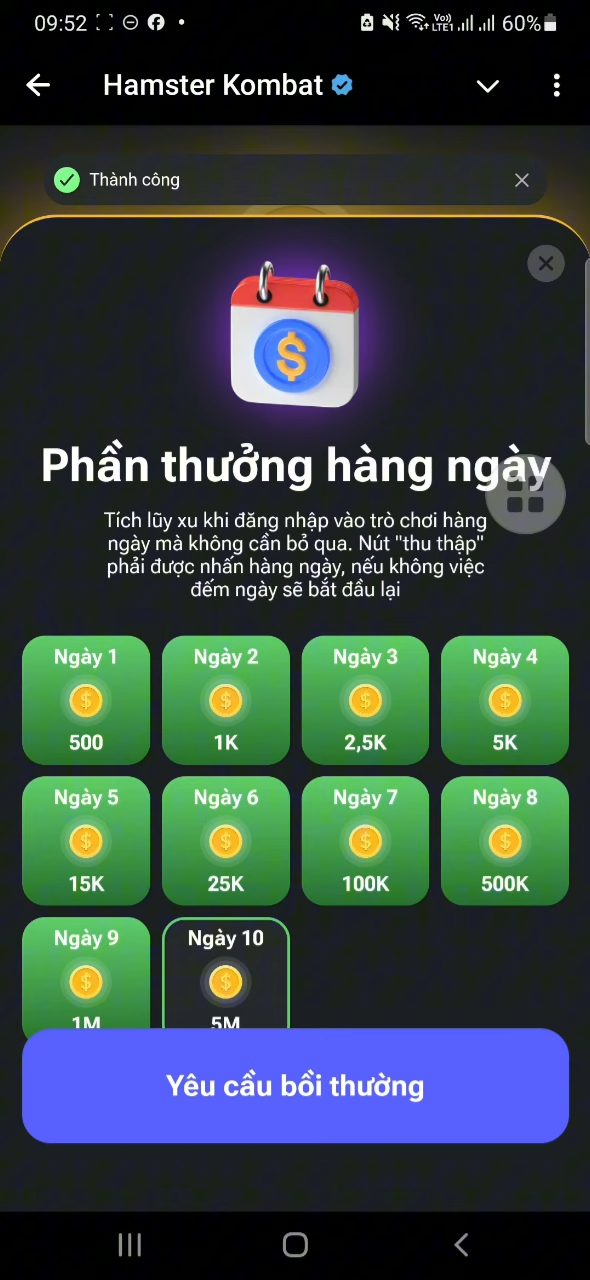 09:52
Vo))
LTE1
60%
Hamster Kombat
Thành công
$
Phần thưởng hàng ngày
Tích lũy xu khi đăng nhập vào trò chơi hàng
ngày mà không cần bỏ qua. Nút "thu thập"
phải được nhấn hàng ngày, nếu không việc
đếm ngày sẽ bắt đầu lại
Ngày 1
Ngày 2
Ngày 3
Ngày 4
$
$
$
$
500
1K
2,5K
5K
Ngày 5
Ngày 6
Ngày 7
Ngày 8
$
$
$
$
15K
25K
100K
500K
Ngày 9
Ngày 10
$
$
1M
5M
Yêu cầu bồi thường